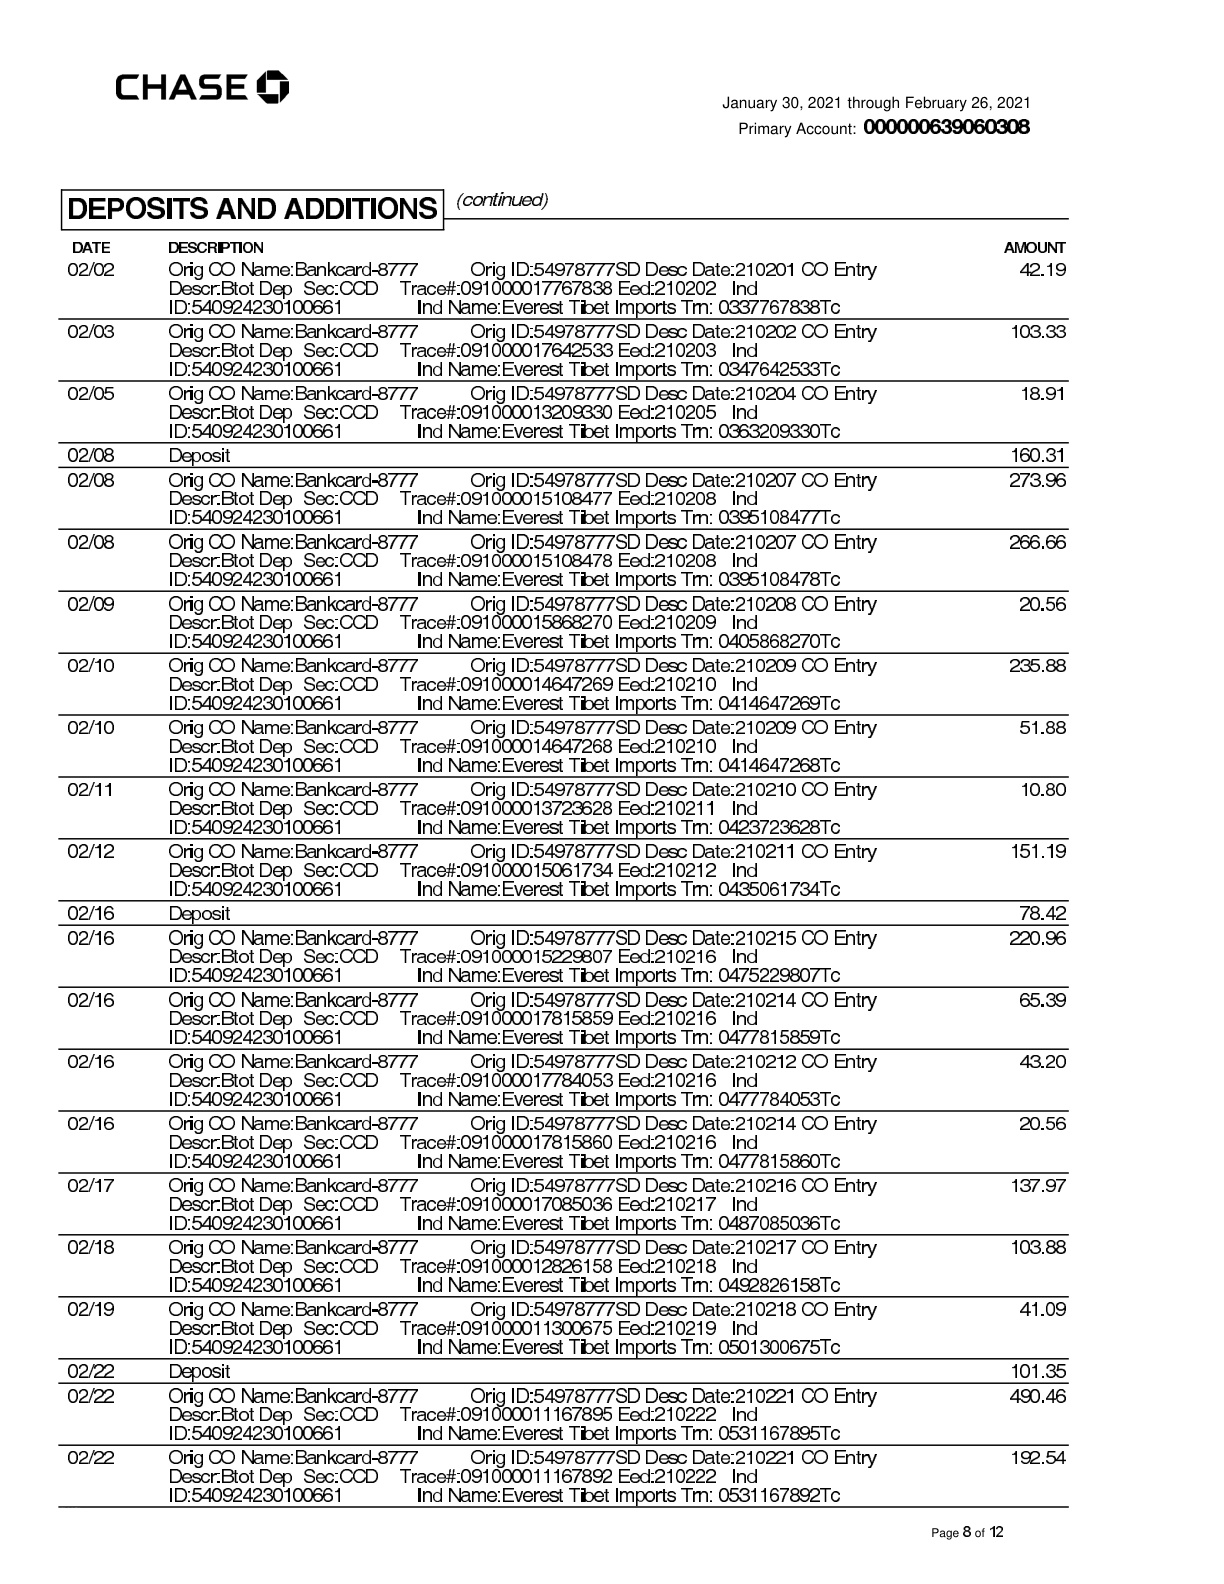 CHASE
January 30, 2021 through February 26, 2021
Primary Account: 000000639060308
DEPOSITS AND ADDITIONS (continued)
DATE DESCRIPTION AMOUNT
02/02 Orig CO Name:Bankcard-8777 Orig ID:54978777SD Desc Date:210201 CO Entry 42.19
Descr:Btot Dep Sec:CCD Trace#:091000017767838 Eed:210202 Ind
ID:540924230100661 Ind Name:Everest Tibet Imports Trn: 0337767838Tc
02/03 Orig CO Name:Bankcard-8777 Orig ID:54978777SD Desc Date:210202 CO Entry 103.33
Descr:Btot Dep Sec:CCD Trace#:091000017642533 Eed:210203 Ind
ID:540924230100661 Ind Name:Everest Tibet Imports Trn: 0347642533Tc
02/05 Orig CO Name:Bankcard-8777 Orig ID:54978777SD Desc Date:210204 CO Entry 18.91
Descr:Btot Dep Sec:CCD Trace#:091000013209330 Eed:210205 Ind
ID:540924230100661 Ind Name:Everest Tibet Imports Trn: 0363209330Tc
02/08 Deposit 160.31
02/08 Orig CO Name:Bankcard-8777 Orig ID:54978777SD Desc Date:210207 CO Entry 273.96
Descr:Btot Dep Sec:CCD Trace#:091000015108477 Eed:210208 Ind
ID:540924230100661 Ind Name:Everest Tibet Imports Trn: 0395108477Tc
02/08 Orig CO Name:Bankcard-8777 Orig ID:54978777SD Desc Date:210207 CO Entry 266.66
Descr:Btot Dep Sec:CCD Trace#:091000015108478 Eed:210208 Ind
ID:540924230100661 Ind Name:Everest Tibet Imports Trn: 0395108478Tc
02/09 Orig CO Name:Bankcard-8777 Orig ID:54978777SD Desc Date:210208 CO Entry 20.56
Descr:Btot Dep Sec:CCD Trace#:091000015868270 Eed:210209 Ind
ID:540924230100661 Ind Name:Everest Tibet Imports Trn: 0405868270Tc
02/10 Orig CO Name:Bankcard-8777 Orig ID:54978777SD Desc Date:210209 CO Entry 235.88
Descr:Btot Dep Sec:CCD Trace#:091000014647269 Eed:210210 Ind
ID:540924230100661 Ind Name:Everest Tibet Imports Trn: 0414647269Tc
02/10 Orig CO Name:Bankcard-8777 Orig ID:54978777SD Desc Date:210209 CO Entry 51.88
Descr:Btot Dep Sec:CCD Trace#:091000014647268 Eed:210210 Ind
ID:540924230100661 Ind Name:Everest Tibet Imports Trn: 0414647268Tc
02/11 Orig CO Name:Bankcard-8777 Orig ID:54978777SD Desc Date:210210 CO Entry 10.80
Descr:Btot Dep Sec:CCD Trace#:091000013723628 Eed:210211 Ind
ID:540924230100661 Ind Name:Everest Tibet Imports Trn: 0423723628Tc
02/12 Orig CO Name:Bankcard-8777 Orig ID:54978777SD Desc Date:210211 CO Entry 151.19
Descr:Btot Dep Sec:CCD Trace#:091000015061734 Eed:210212 Ind
ID:540924230100661 Ind Name:Everest Tibet Imports Trn: 0435061734Tc
02/16 Deposit 78.42
02/16 Orig CO Name:Bankcard-8777 Orig ID:54978777SD Desc Date:210215 CO Entry 220.96
Descr:Btot Dep Sec:CCD Trace#:091000015229807 Eed:210216 Ind
ID:540924230100661 Ind Name:Everest Tibet Imports Trn: 0475229807Tc
02/16 Orig CO Name:Bankcard-8777 Orig ID:54978777SD Desc Date:210214 CO Entry 65.39
Descr:Btot Dep Sec:CCD Trace#:091000017815859 Eed:210216 Ind
ID:540924230100661 Ind Name:Everest Tibet Imports Trn: 0477815859Tc
02/16 Orig CO Name:Bankcard-8777 Orig ID:54978777SD Desc Date:210212 CO Entry 43.20
Descr:Btot Dep Sec:CCD Trace#:091000017784053 Eed:210216 Ind
ID:540924230100661 Ind Name:Everest Tibet Imports Trn: 0477784053Tc
02/16 Orig CO Name:Bankcard-8777 Orig ID:54978777SD Desc Date:210214 CO Entry 20.56
Descr:Btot Dep Sec:CCD Trace#:091000017815860 Eed:210216 Ind
ID:540924230100661 Ind Name:Everest Tibet Imports Trn: 0477815860Tc
02/17 Orig CO Name:Bankcard-8777 Orig ID:54978777SD Desc Date:210216 CO Entry 137.97
Descr:Btot Dep Sec:CCD Trace#:091000017085036 Eed:210217 Ind
ID:540924230100661 Ind Name:Everest Tibet Imports Trn: 0487085036Tc
02/18 Orig CO Name:Bankcard-8777 Orig ID:54978777SD Desc Date:210217 CO Entry 103.88
Descr:Btot Dep Sec:CCD Trace#:091000012826158 Eed:210218 Ind
ID:540924230100661 Ind Name:Everest Tibet Imports Trn: 0492826158Tc
02/19 Orig CO Name:Bankcard-8777 Orig ID:54978777SD Desc Date:210218 CO Entry 41.09
Descr:Btot Dep Sec:CCD Trace#:091000011300675 Eed:210219 Ind
ID:540924230100661 Ind Name:Everest Tibet Imports Trn: 0501300675Tc
02/22 Deposit 101.35
02/22 Orig CO Name:Bankcard-8777 Orig ID:54978777SD Desc Date:210221 CO Entry 490.46
Descr:Btot Dep Sec:CCD Trace#:091000011167895 Eed:210222 Ind
ID:540924230100661 Ind Name:Everest Tibet Imports Trn: 0531167895Tc
02/22 Orig CO Name:Bankcard-8777 Orig ID:54978777SD Desc Date:210221 CO Entry 192.54
Descr:Btot Dep Sec:CCD Trace#:091000011167892 Eed:210222 Ind
ID:540924230100661 Ind Name:Everest Tibet Imports Trn: 0531167892Tc
Page 8 of 12